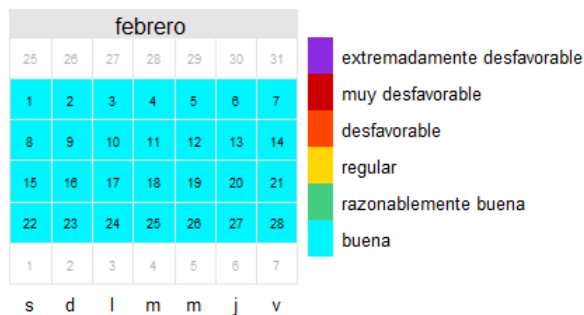 febrero
25 26 27 28 29 30 31
1 2 3 4 5 6 7
8 9 10 11 12 13 14
15 16 17 18 19 20 21
22 23 24 25 26 27 28
1 2 3 4 5 6 7
s d l m m j v
extremadamente desfavorable
muy desfavorable
desfavorable
regular
razonablemente buena
buena